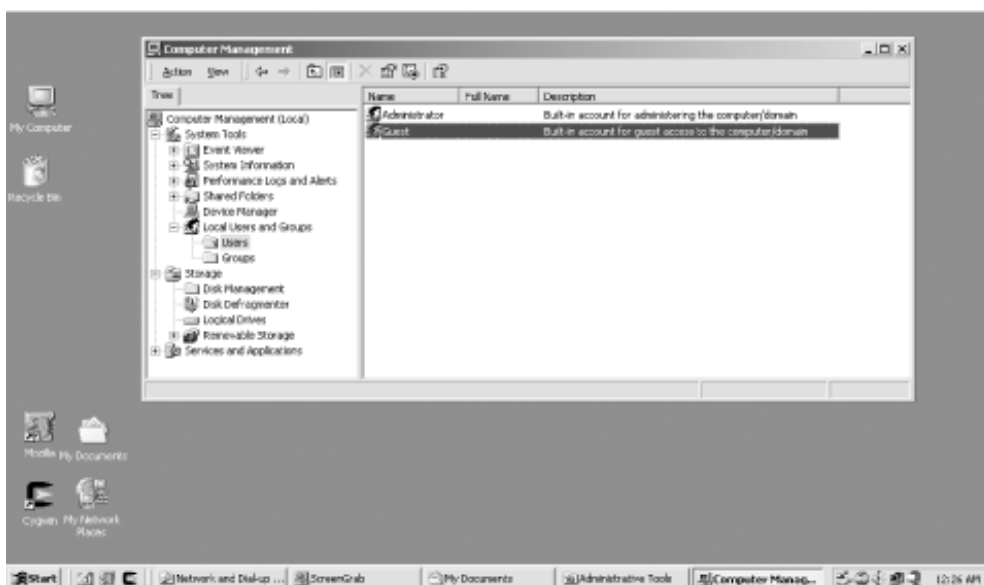 My Computer
Recycle Bin
Mozilla
My Documents
Cygwin
My Network Places
Computer Management
Action View
Tree
Computer Management (Local)
System Tools
Event Viewer
System Information
Performance Logs and Alerts
Shared Folders
Device Manager
Local Users and Groups
Users
Groups
Storage
Disk Management
Disk Defragmenter
Logical Drives
Removable Storage
Services and Applications
Name Full Name Description
Administrator Built-in account for administering the computer/domain
Guest Built-in account for guest access to the computer/domain
Start Network and Dial-up ... ScreenGrab My Documents Administrative Tools Computer Manag... 12:26 AM